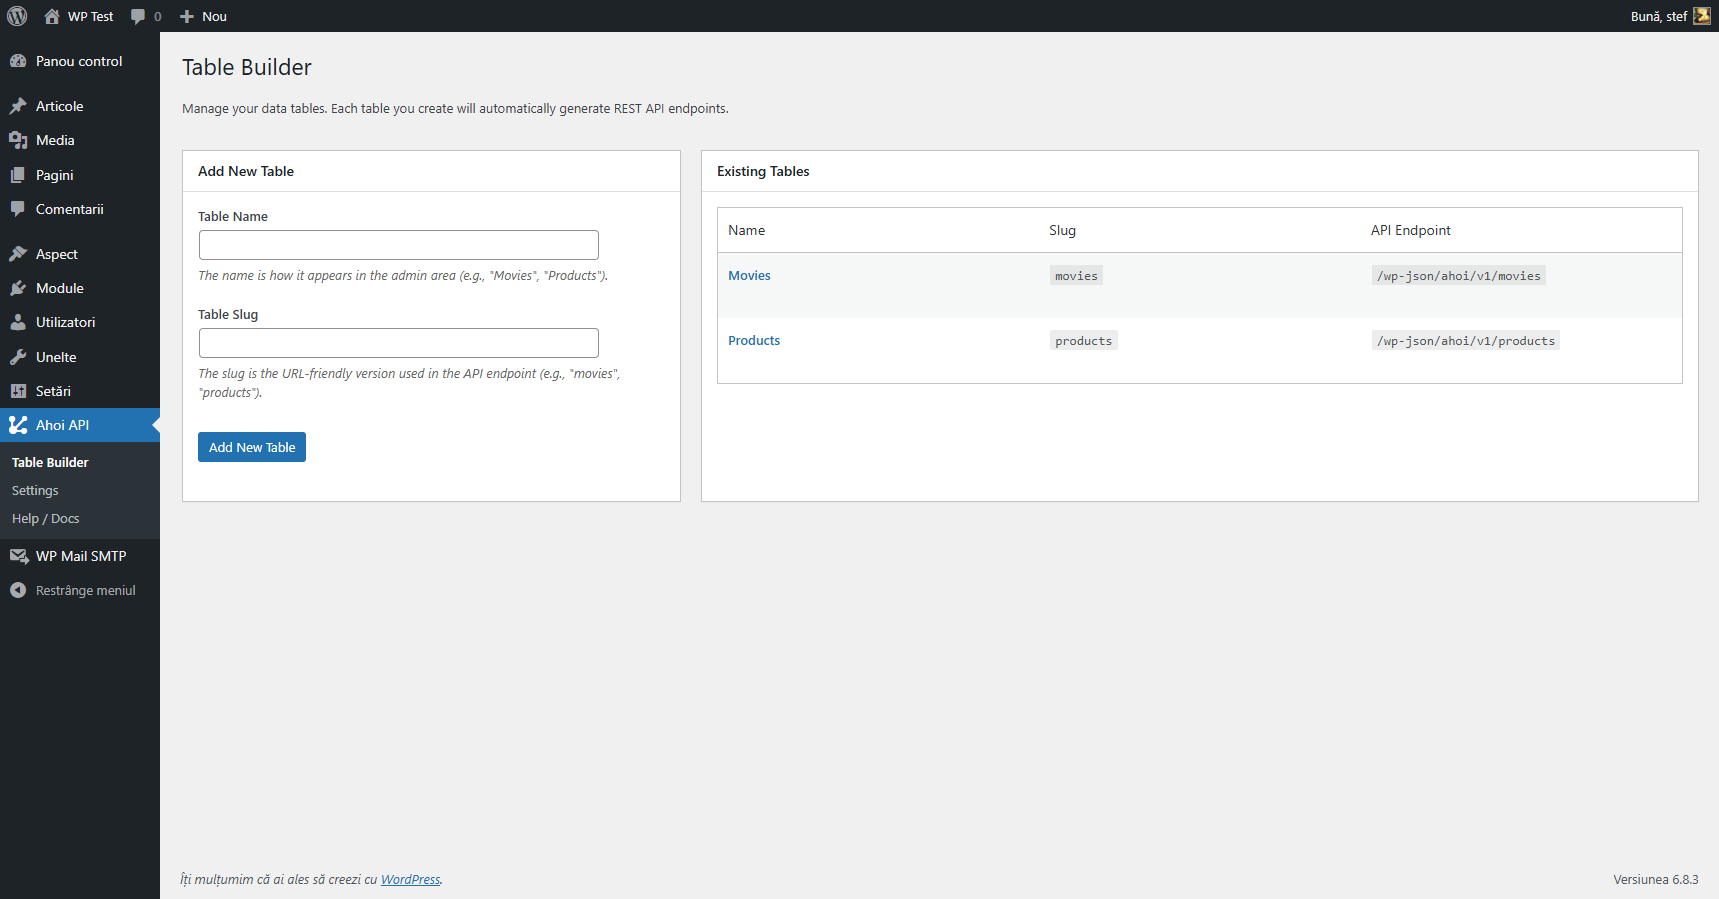 WP Test
0
Nou
Bună, stef
Panou control
Articole
Media
Pagini
Comentarii
Aspect
Module
Utilizatori
Unelte
Setări
Ahoi API
Table Builder
Settings
Help / Docs
WP Mail SMTP
Restrânge meniul
Table Builder
Manage your data tables. Each table you create will automatically generate REST API endpoints.
Add New Table
Table Name
The name is how it appears in the admin area (e.g., "Movies", "Products").
Table Slug
The slug is the URL-friendly version used in the API endpoint (e.g., "movies",
"products").
Add New Table
Existing Tables
Name Slug API Endpoint
Movies movies /wp-json/ahoi/v1/movies
Products products /wp-json/ahoi/v1/products
Îți mulțumim că ai ales să creezi cu WordPress.
Versiunea 6.8.3